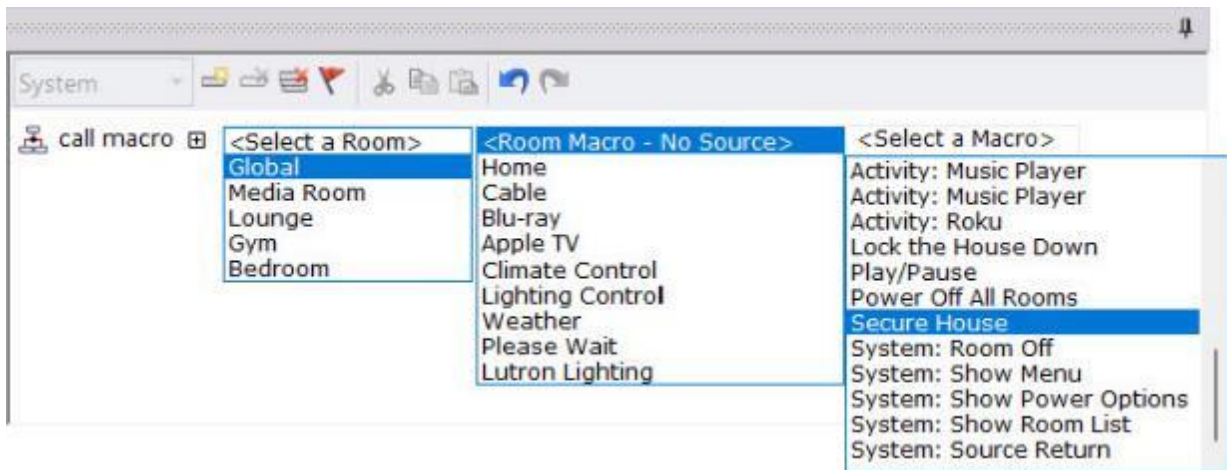 System
call macro
<Select a Room>
Global
Media Room
Lounge
Gym
Bedroom
<Room Macro - No Source>
Home
Cable
Blu-ray
Apple TV
Climate Control
Lighting Control
Weather
Please Wait
Lutron Lighting
<Select a Macro>
Activity: Music Player
Activity: Music Player
Activity: Roku
Lock the House Down
Play/Pause
Power Off All Rooms
Secure House
System: Room Off
System: Show Menu
System: Show Power Options
System: Show Room List
System: Source Return